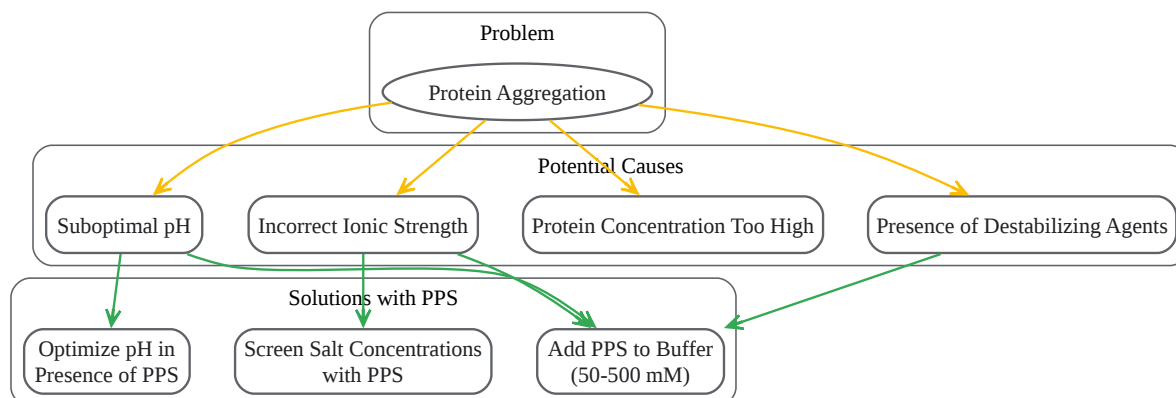 Problem
Protein Aggregation
Potential Causes
Suboptimal pH
Incorrect Ionic Strength
Protein Concentration Too High
Presence of Destabilizing Agents
Solutions with PPS
Optimize pH in
Presence of PPS
Screen Salt Concentrations
with PPS
Add PPS to Buffer
(50-500 mM)